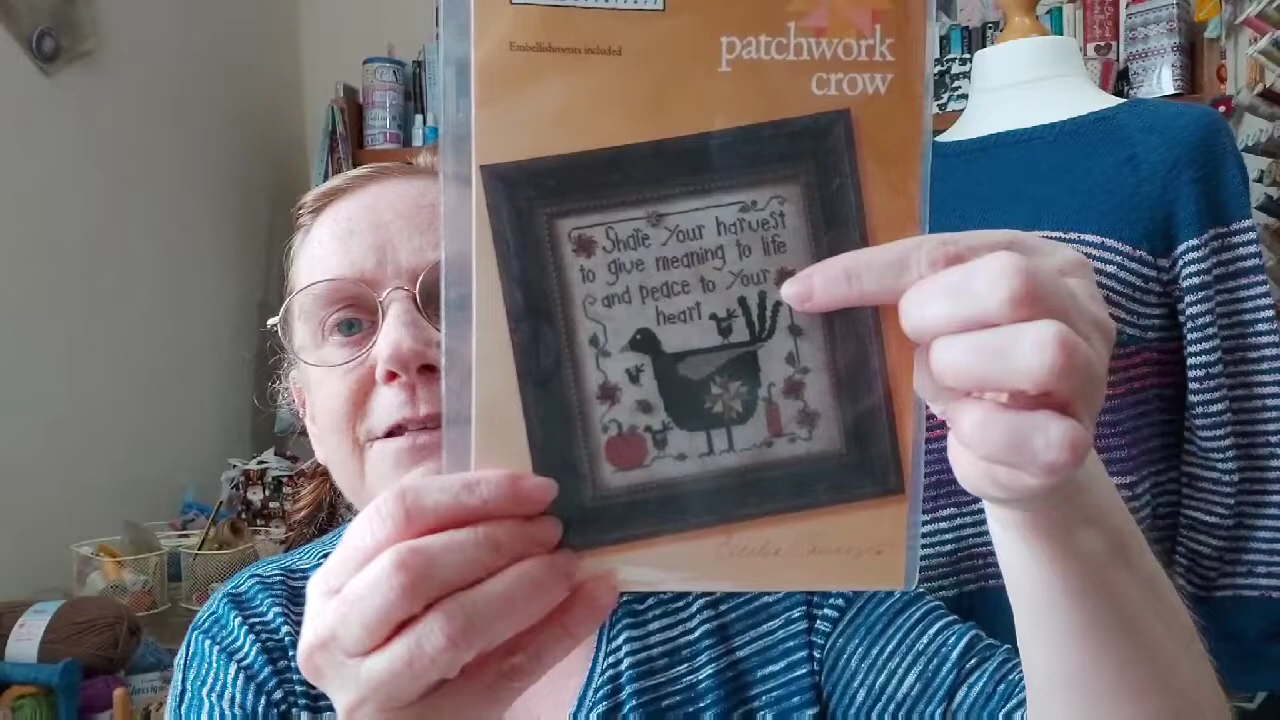 Embellishments included
patchwork
crow
Share Your harvest
to give meaning to life
and peace to Your
heart